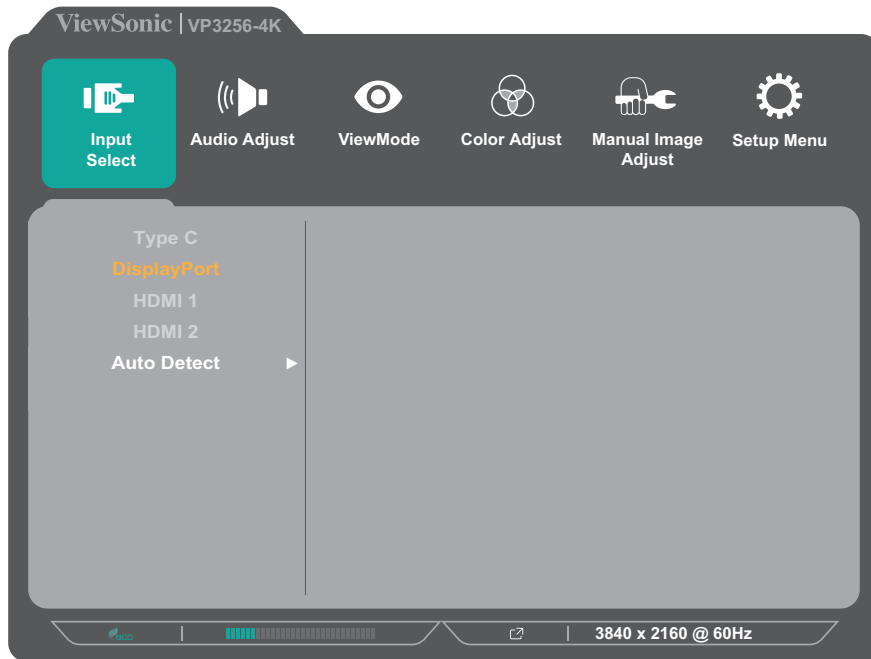 ViewSonic | VP3256-4K
Input
Select
Audio Adjust
ViewMode
Color Adjust
Manual Image
Adjust
Setup Menu
Type C
DisplayPort
HDMI 1
HDMI 2
Auto Detect
eco
3840 x 2160 @ 60Hz